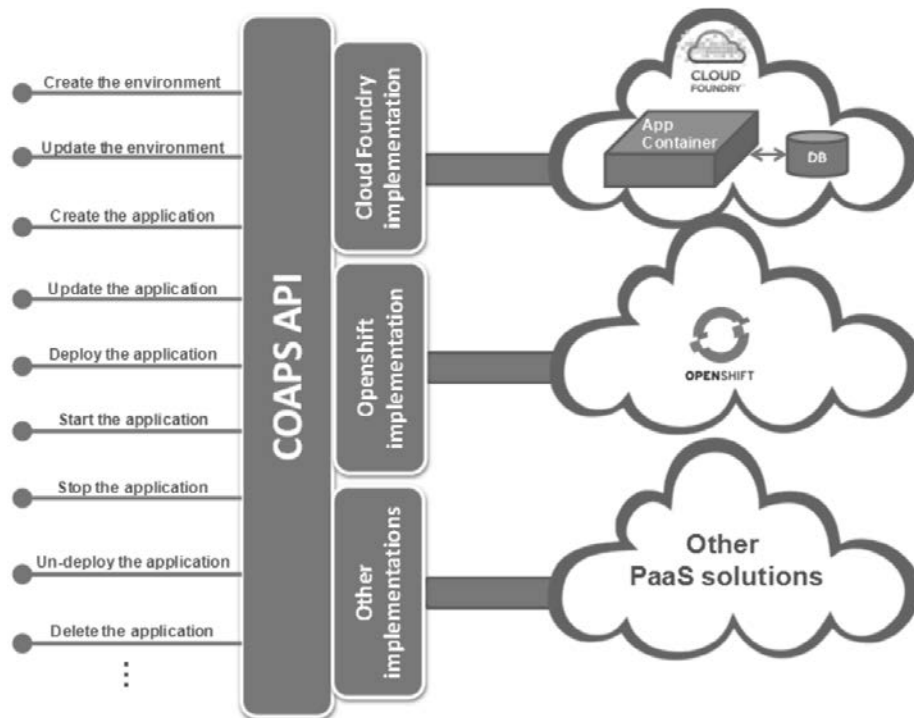 Create the environment
Update the environment
Create the application
Update the application
Deploy the application
Start the application
Stop the application
Un-deploy the application
Delete the application
COAPS API
Cloud Foundry
implementation
Openshift
implementation
Other
implementations
CLOUD
FOUNDRY
App
Container
DB
OPENSHIFT
Other
PaaS solutions